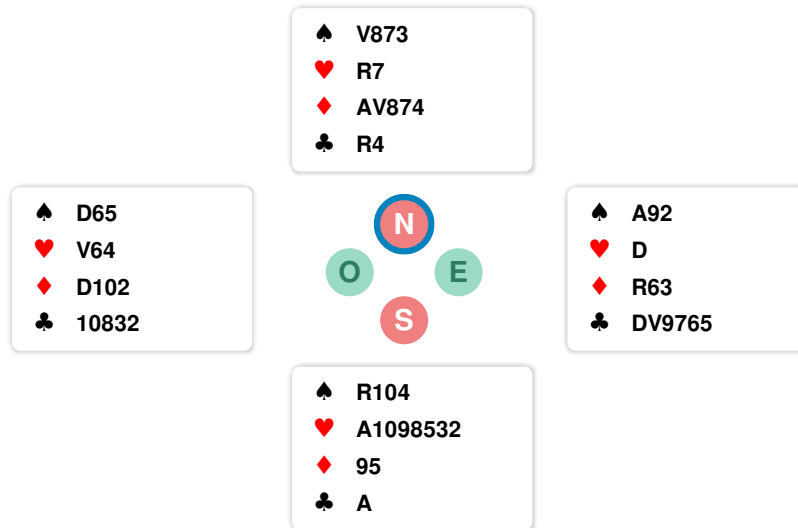 ♠ V873
♥ R7
♦ AV874
♣ R4
♠ D65
♥ V64
♦ D102
♣ 10832
N
O E
S
♠ A92
♥ D
♦ R63
♣ DV9765
♠ R104
♥ A1098532
♦ 95
♣ A